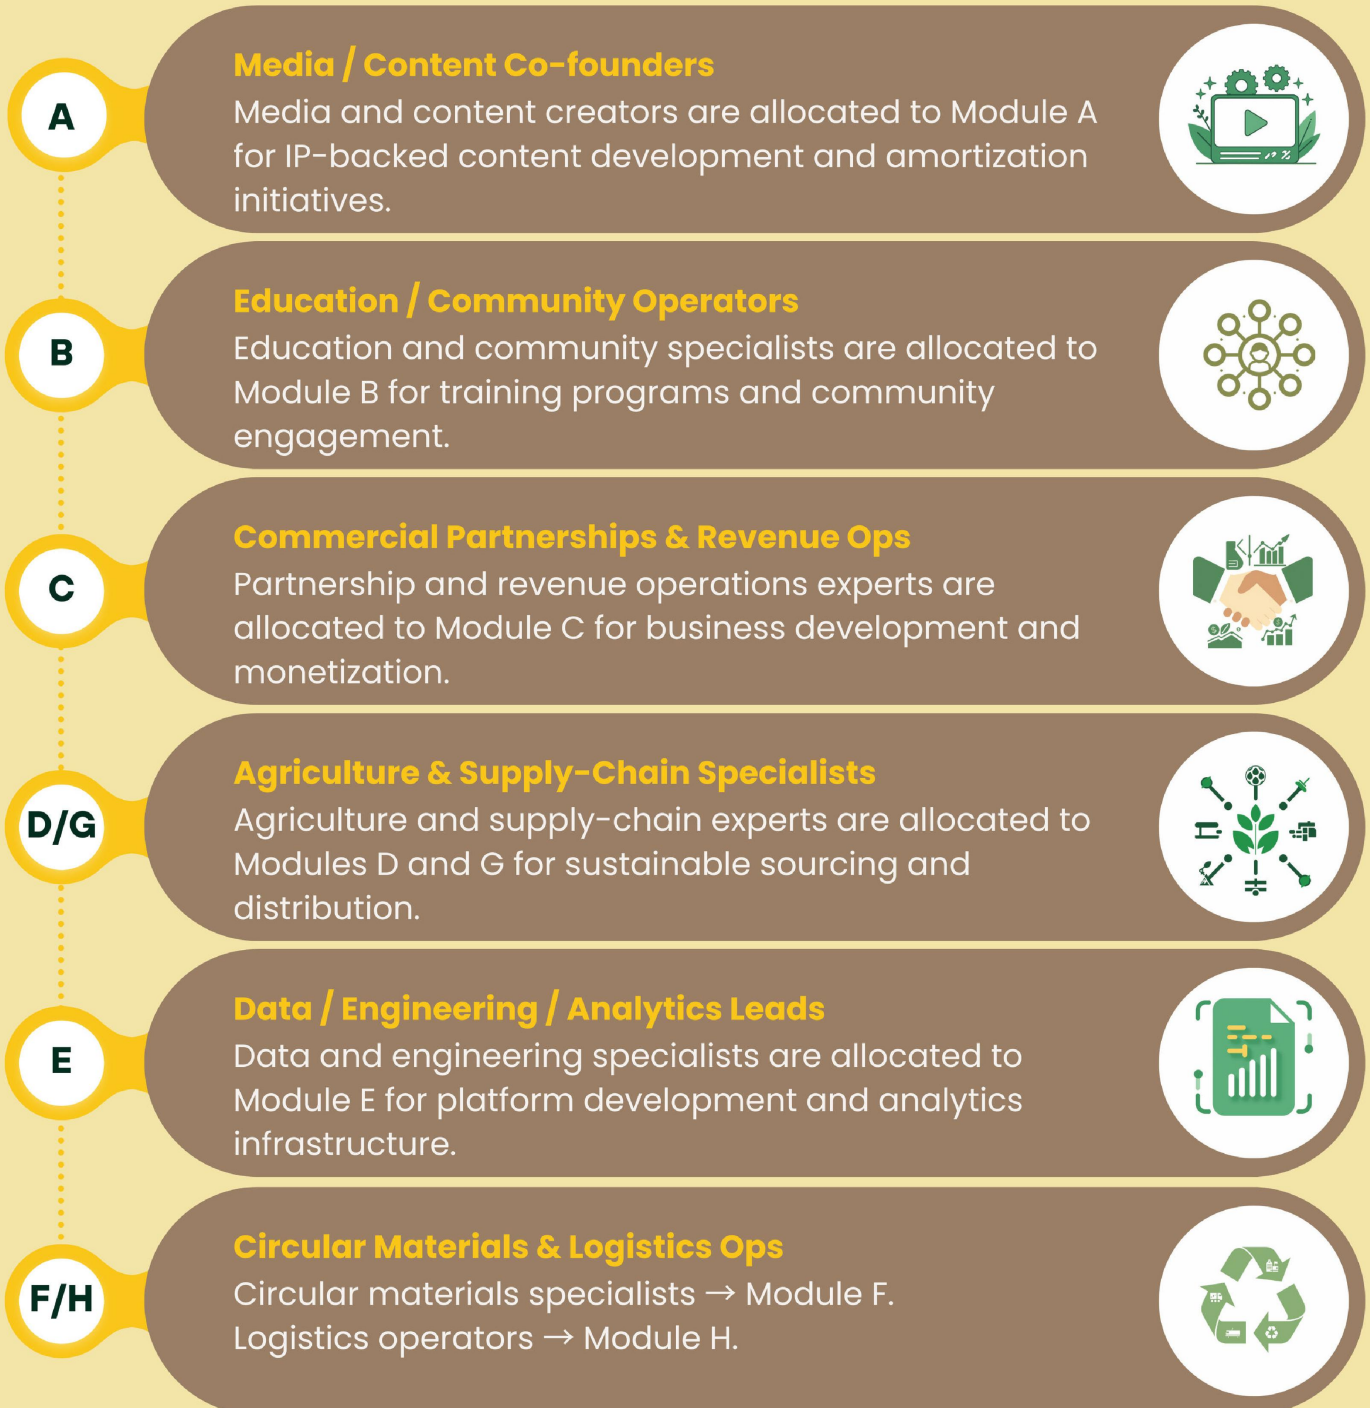 A
Media / Content Co-founders
Media and content creators are allocated to Module A
for IP-backed content development and amortization
initiatives.
B
Education / Community Operators
Education and community specialists are allocated to
Module B for training programs and community
engagement.
C
Commercial Partnerships & Revenue Ops
Partnership and revenue operations experts are
allocated to Module C for business development and
monetization.
D/G
Agriculture & Supply-Chain Specialists
Agriculture and supply-chain experts are allocated to
Modules D and G for sustainable sourcing and
distribution.
E
Data / Engineering / Analytics Leads
Data and engineering specialists are allocated to
Module E for platform development and analytics
infrastructure.
F/H
Circular Materials & Logistics Ops
Circular materials specialists → Module F.
Logistics operators → Module H.